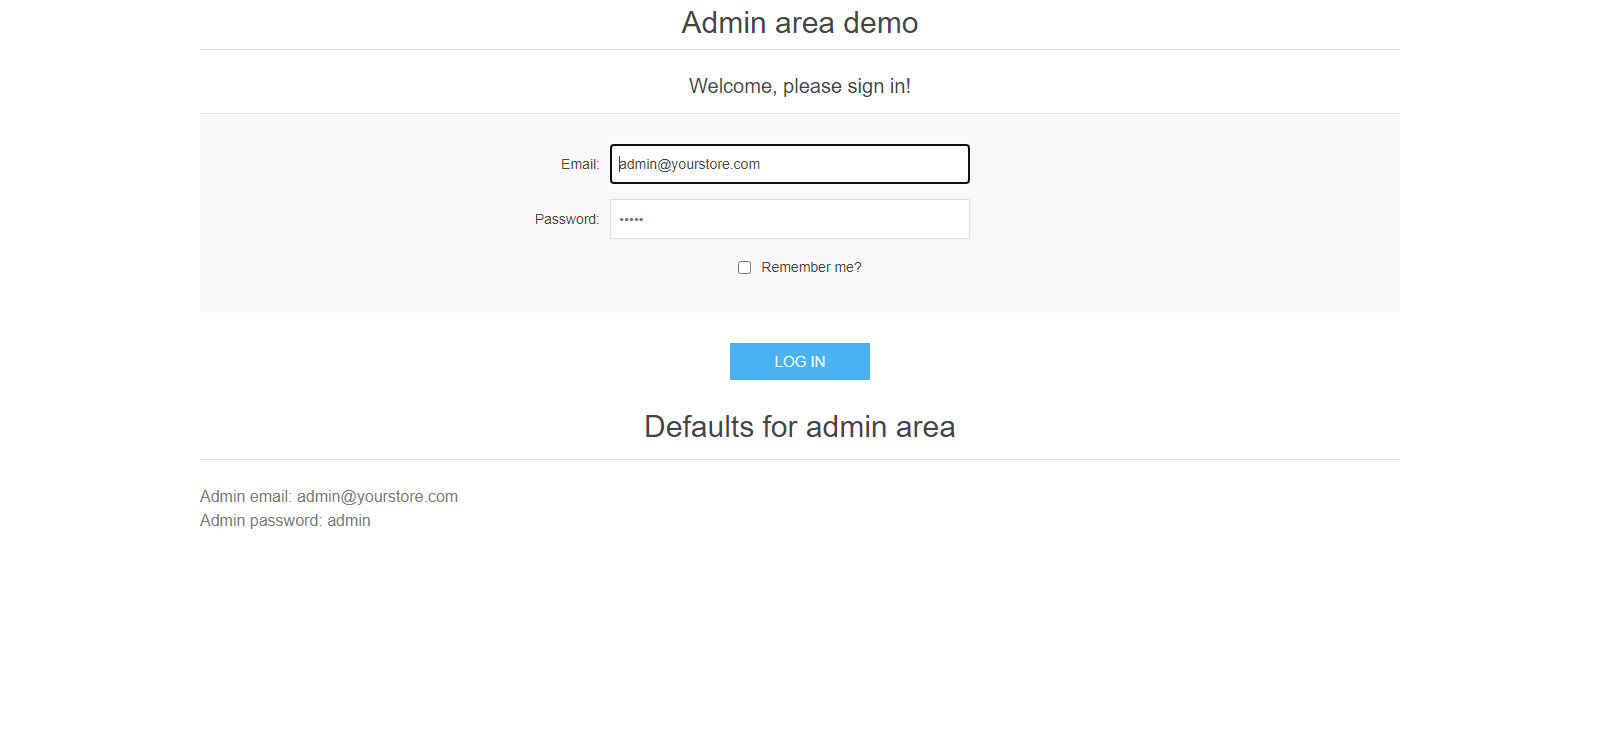 Admin area demo
Welcome, please sign in!
Email: admin@yourstore.com
Password: •••••
Remember me?
LOG IN
Defaults for admin area
Admin email: admin@yourstore.com
Admin password: admin